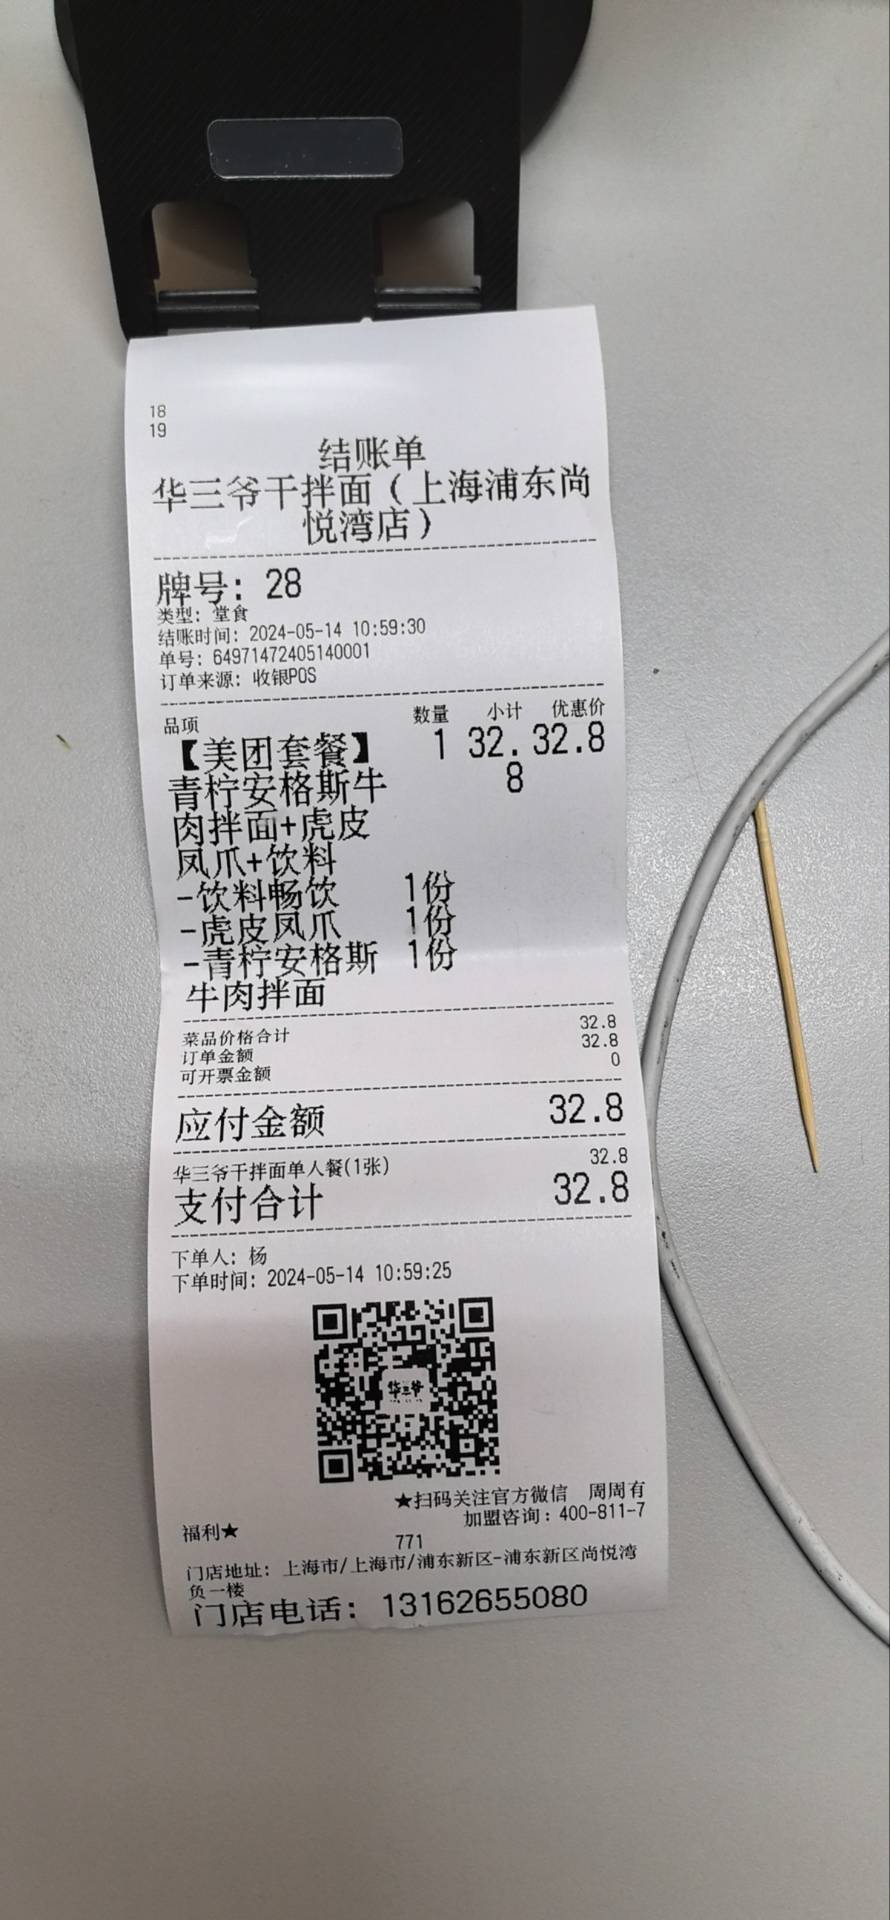 18
19
结账单
华三爷干拌面（上海浦东尚
悦湾店）
牌号: 28
类型: 堂食
结账时间: 2024-05-14 10:59:30
单号: 64971472405140001
订单来源: 收银POS
品项 数量 小计 优惠价
【美团套餐】 1 32. 32.8
青柠安格斯牛 8
肉拌面+虎皮
凤爪+饮料
-饮料畅饮 1份
-虎皮凤爪 1份
-青柠安格斯 1份
牛肉拌面
菜品价格合计 32.8
订单金额 32.8
可开票金额 0
应付金额 32.8
华三爷干拌面单人餐(1张) 32.8
支付合计 32.8
下单人: 杨
下单时间: 2024-05-14 10:59:25
华三爷
★扫码关注官方微信 周周有
福利★ 加盟咨询: 400-811-7
771
门店地址: 上海市/上海市/浦东新区-浦东新区尚悦湾
负一楼
门店电话: 13162655080